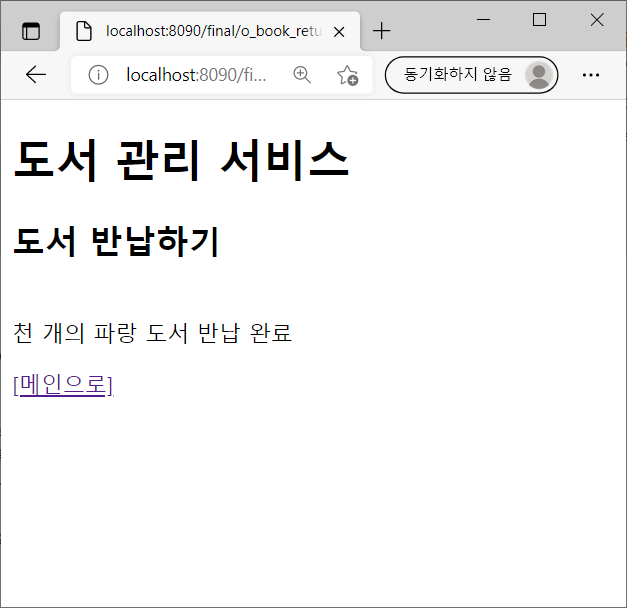 localhost:8090/final/o_book_retu
localhost:8090/fi...
동기화하지 않음
도서 관리 서비스
도서 반납하기
천 개의 파랑 도서 반납 완료
[메인으로]